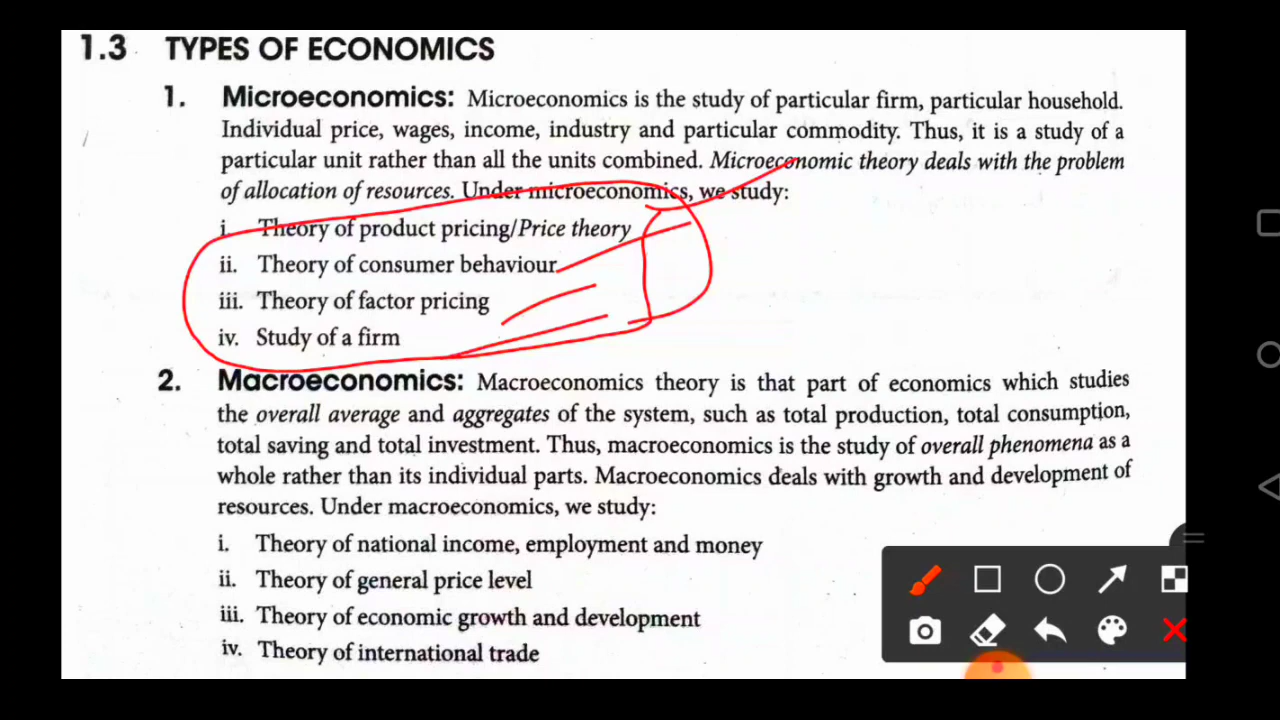 1.3 TYPES OF ECONOMICS
1. Microeconomics: Microeconomics is the study of particular firm, particular household.
Individual price, wages, income, industry and particular commodity. Thus, it is a study of a
particular unit rather than all the units combined. Microeconomic theory deals with the problem
of allocation of resources. Under microeconomics, we study:
i. Theory of product pricing/Price theory
ii. Theory of consumer behaviour
iii. Theory of factor pricing
iv. Study of a firm
2. Macroeconomics: Macroeconomics theory is that part of economics which studies
the overall average and aggregates of the system, such as total production, total consumption,
total saving and total investment. Thus, macroeconomics is the study of overall phenomena as a
whole rather than its individual parts. Macroeconomics deals with growth and development of
resources. Under macroeconomics, we study:
i. Theory of national income, employment and money
ii. Theory of general price level
iii. Theory of economic growth and development
iv. Theory of international trade